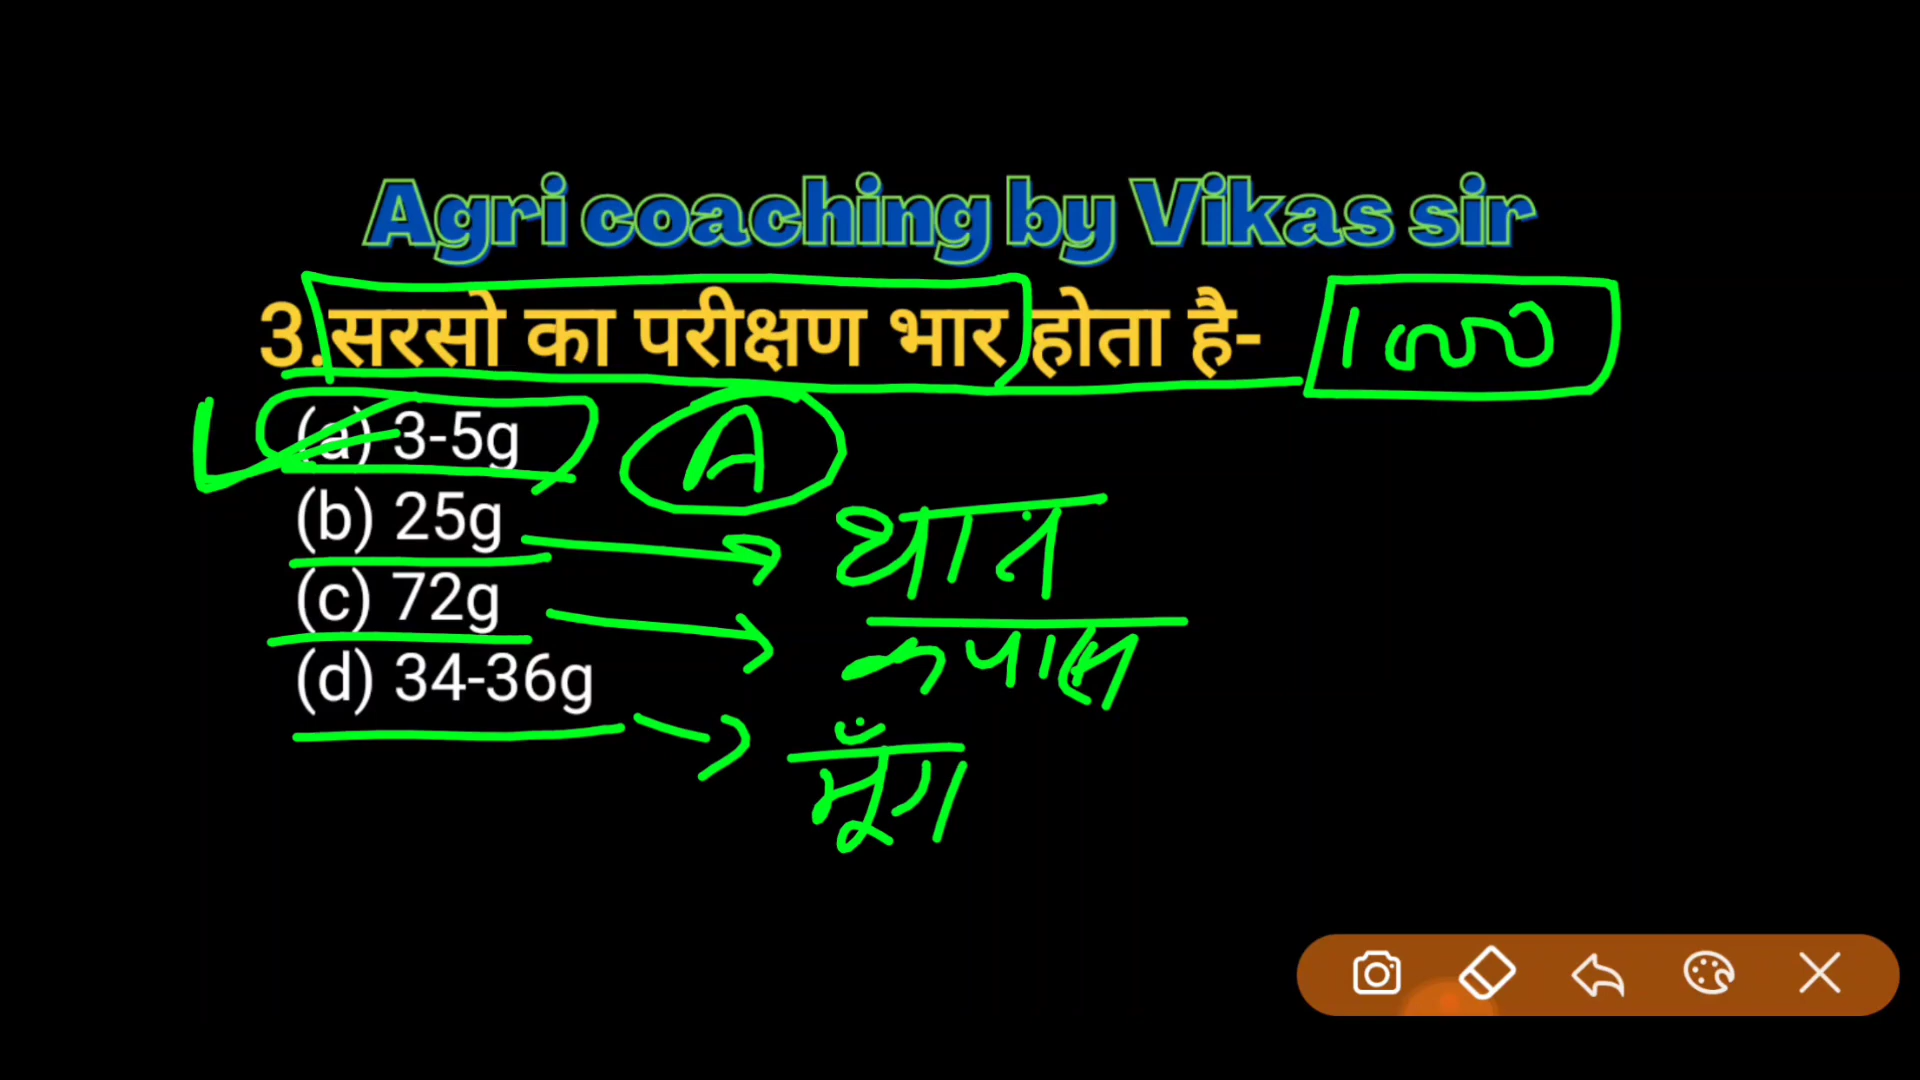 Agri coaching by Vikas sir
3.सरसो का परीक्षण भार होता है- 1000
(a) 3-5g A
(b) 25g धान
(c) 72g कपास
(d) 34-36g मूँग